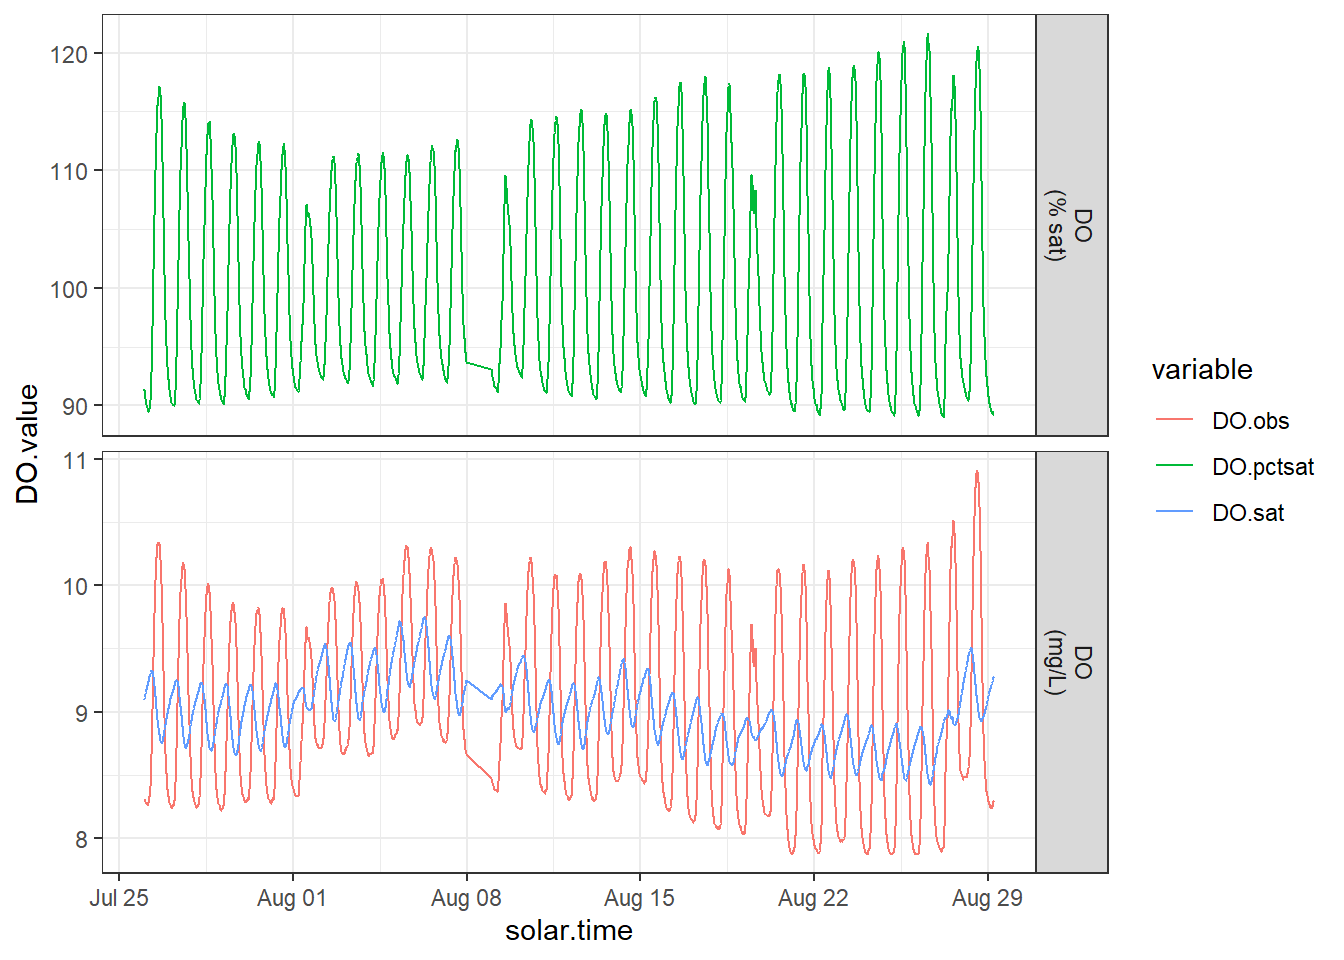 120
110
100
90
DO
(% sat)
DO.value
11
10
9
8
DO
(mg/L)
Jul 25
Aug 01
Aug 08
Aug 15
Aug 22
Aug 29
solar.time
variable
DO.obs
DO.pctsat
DO.sat